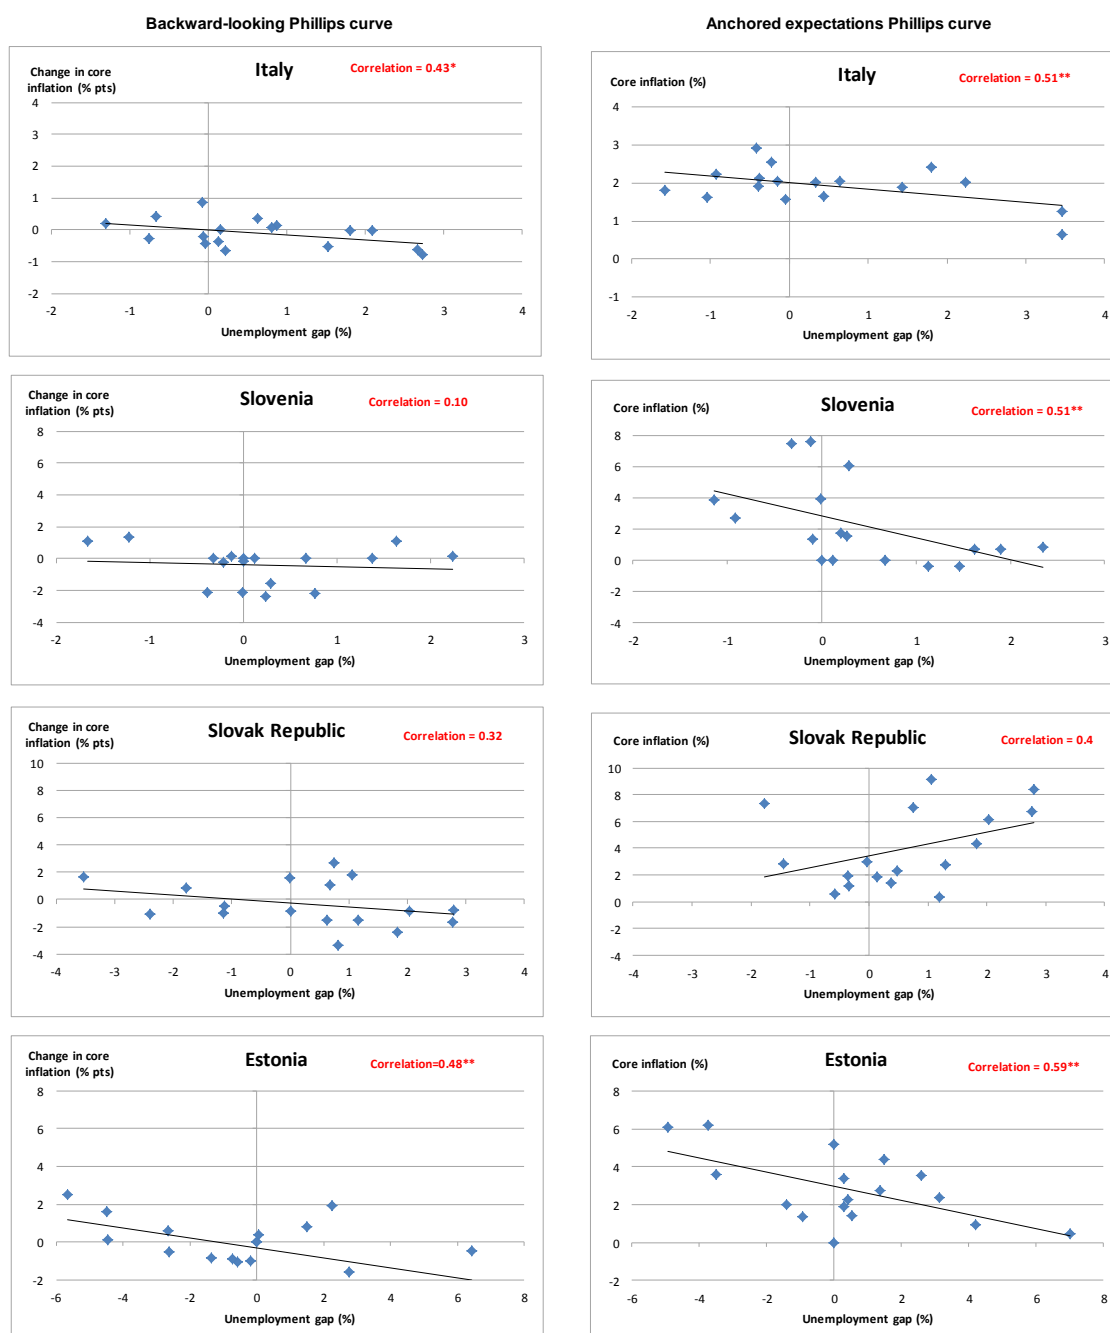 Backward-looking Phillips curve
Anchored expectations Phillips curve
Change in core
inflation (% pts)
Italy
Correlation = 0.43*
4
3
2
1
0
-1
-2
-2 -1 0 1 2 3 4
Unemployment gap (%)
Core inflation (%)
Italy
Correlation = 0.51**
4
3
2
1
0
-1
-2 -1 0 1 2 3 4
Unemployment gap (%)
Change in core
inflation (% pts)
Slovenia
Correlation = 0.10
8
6
4
2
0
-2
-4
-2 -1 0 1 2 3
Unemployment gap (%)
Core inflation (%)
Slovenia
Correlation = 0.51**
8
6
4
2
0
-2
-4
-2 -1 0 1 2 3
Unemployment gap (%)
Change in core
inflation (% pts)
Slovak Republic
Correlation = 0.32
10
8
6
4
2
0
-2
-4
-4 -3 -2 -1 0 1 2 3 4
Unemployment gap (%)
Core inflation (%)
Slovak Republic
Correlation = 0.4
10
8
6
4
2
0
-2
-4
-4 -3 -2 -1 0 1 2 3 4
Unemployment gap (%)
Change in core
inflation (% pts)
Estonia
Correlation=0.48**
8
6
4
2
0
-2
-6 -4 -2 0 2 4 6 8
Unemployment gap (%)
Core inflation (%)
Estonia
Correlation = 0.59**
8
6
4
2
0
-2
-6 -4 -2 0 2 4 6 8
Unemployment gap (%)